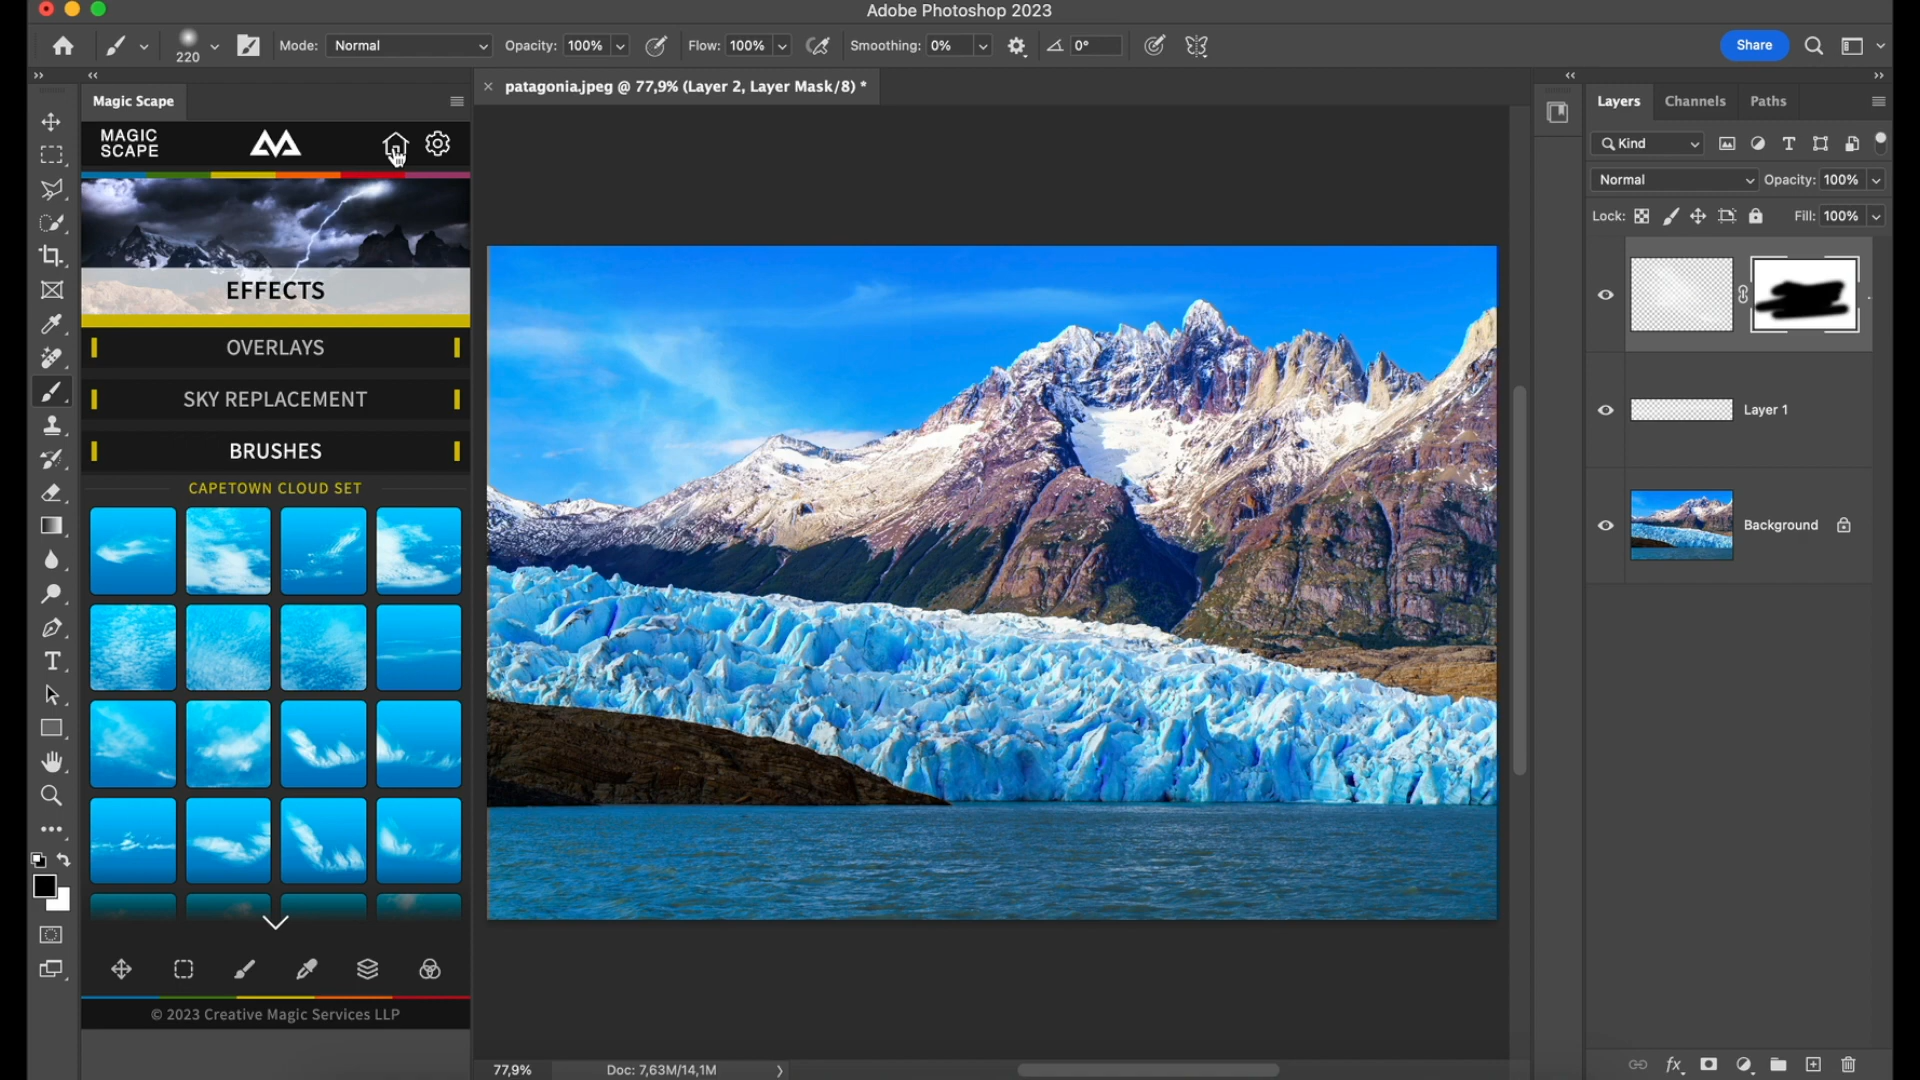 Adobe Photoshop 2023
220
Mode: Normal
Opacity: 100%
Flow: 100%
Smoothing: 0%
0°
Share
Magic Scape
patagonia.jpeg @ 77,9% (Layer 2, Layer Mask/8) *
Layers
Channels
Paths
MAGIC
SCAPE
Kind
Normal
Opacity: 100%
Lock:
Fill: 100%
EFFECTS
OVERLAYS
SKY REPLACEMENT
BRUSHES
CAPETOWN CLOUD SET
Layer 1
Background
© 2023 Creative Magic Services LLP
77,9%
Doc: 7,63M/14,1M